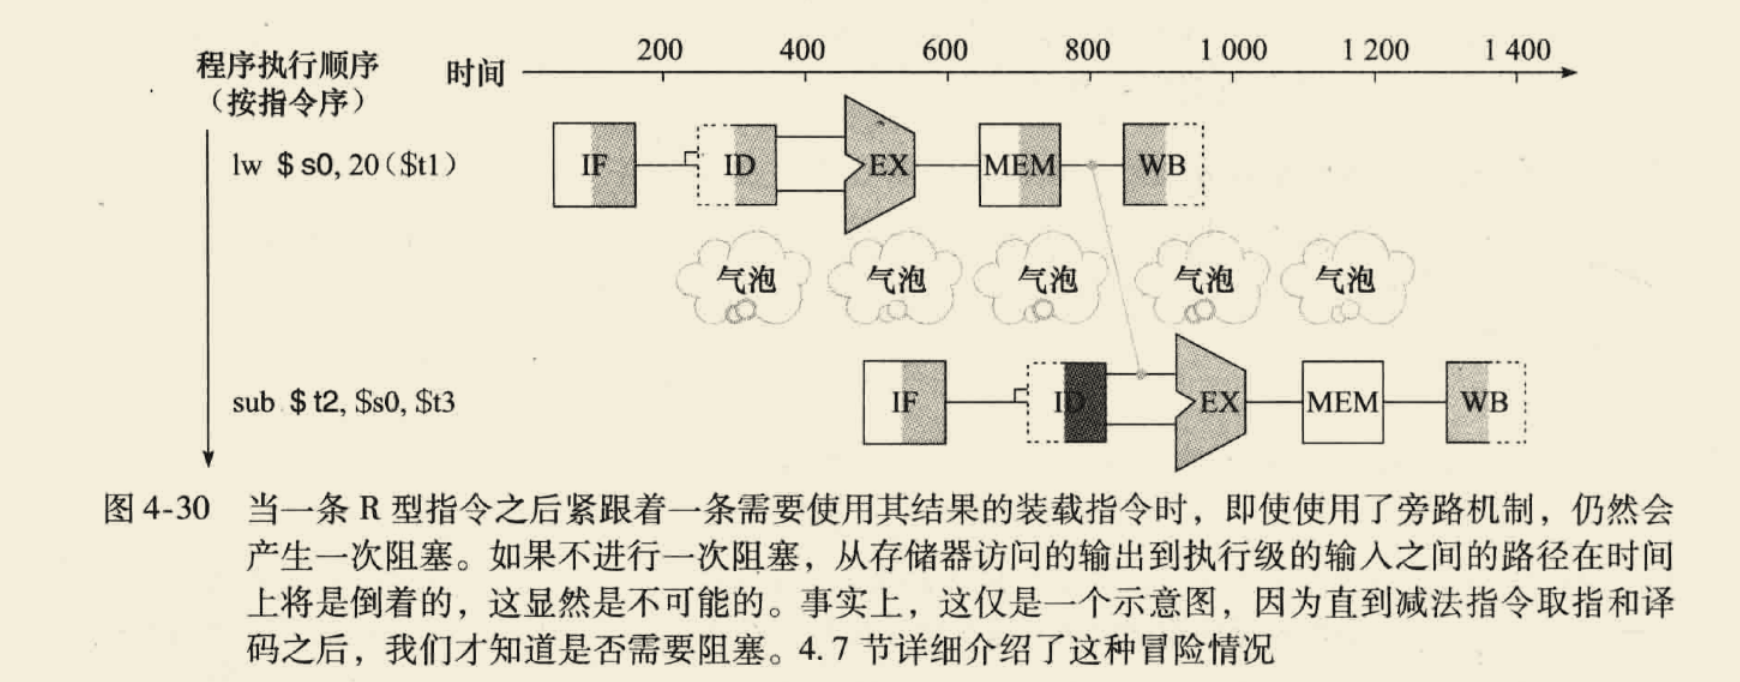 200 400 600 800 1 000 1 200 1 400
程序执行顺序
（按指令序）
时间
lw $s0, 20($t1)
IF ID EX MEM WB
气泡 气泡 气泡 气泡 气泡
sub $t2, $s0, $t3
IF ID EX MEM WB
图 4-30 当一条 R 型指令之后紧跟着一条需要使用其结果的装载指令时，即使使用了旁路机制，仍然会
产生一次阻塞。如果不进行一次阻塞，从存储器访问的输出到执行级的输入之间的路径在时间
上将是倒着的，这显然是不可能的。事实上，这仅是一个示意图，因为直到减法指令取指和译
码之后，我们才知道是否需要阻塞。4.7 节详细介绍了这种冒险情况